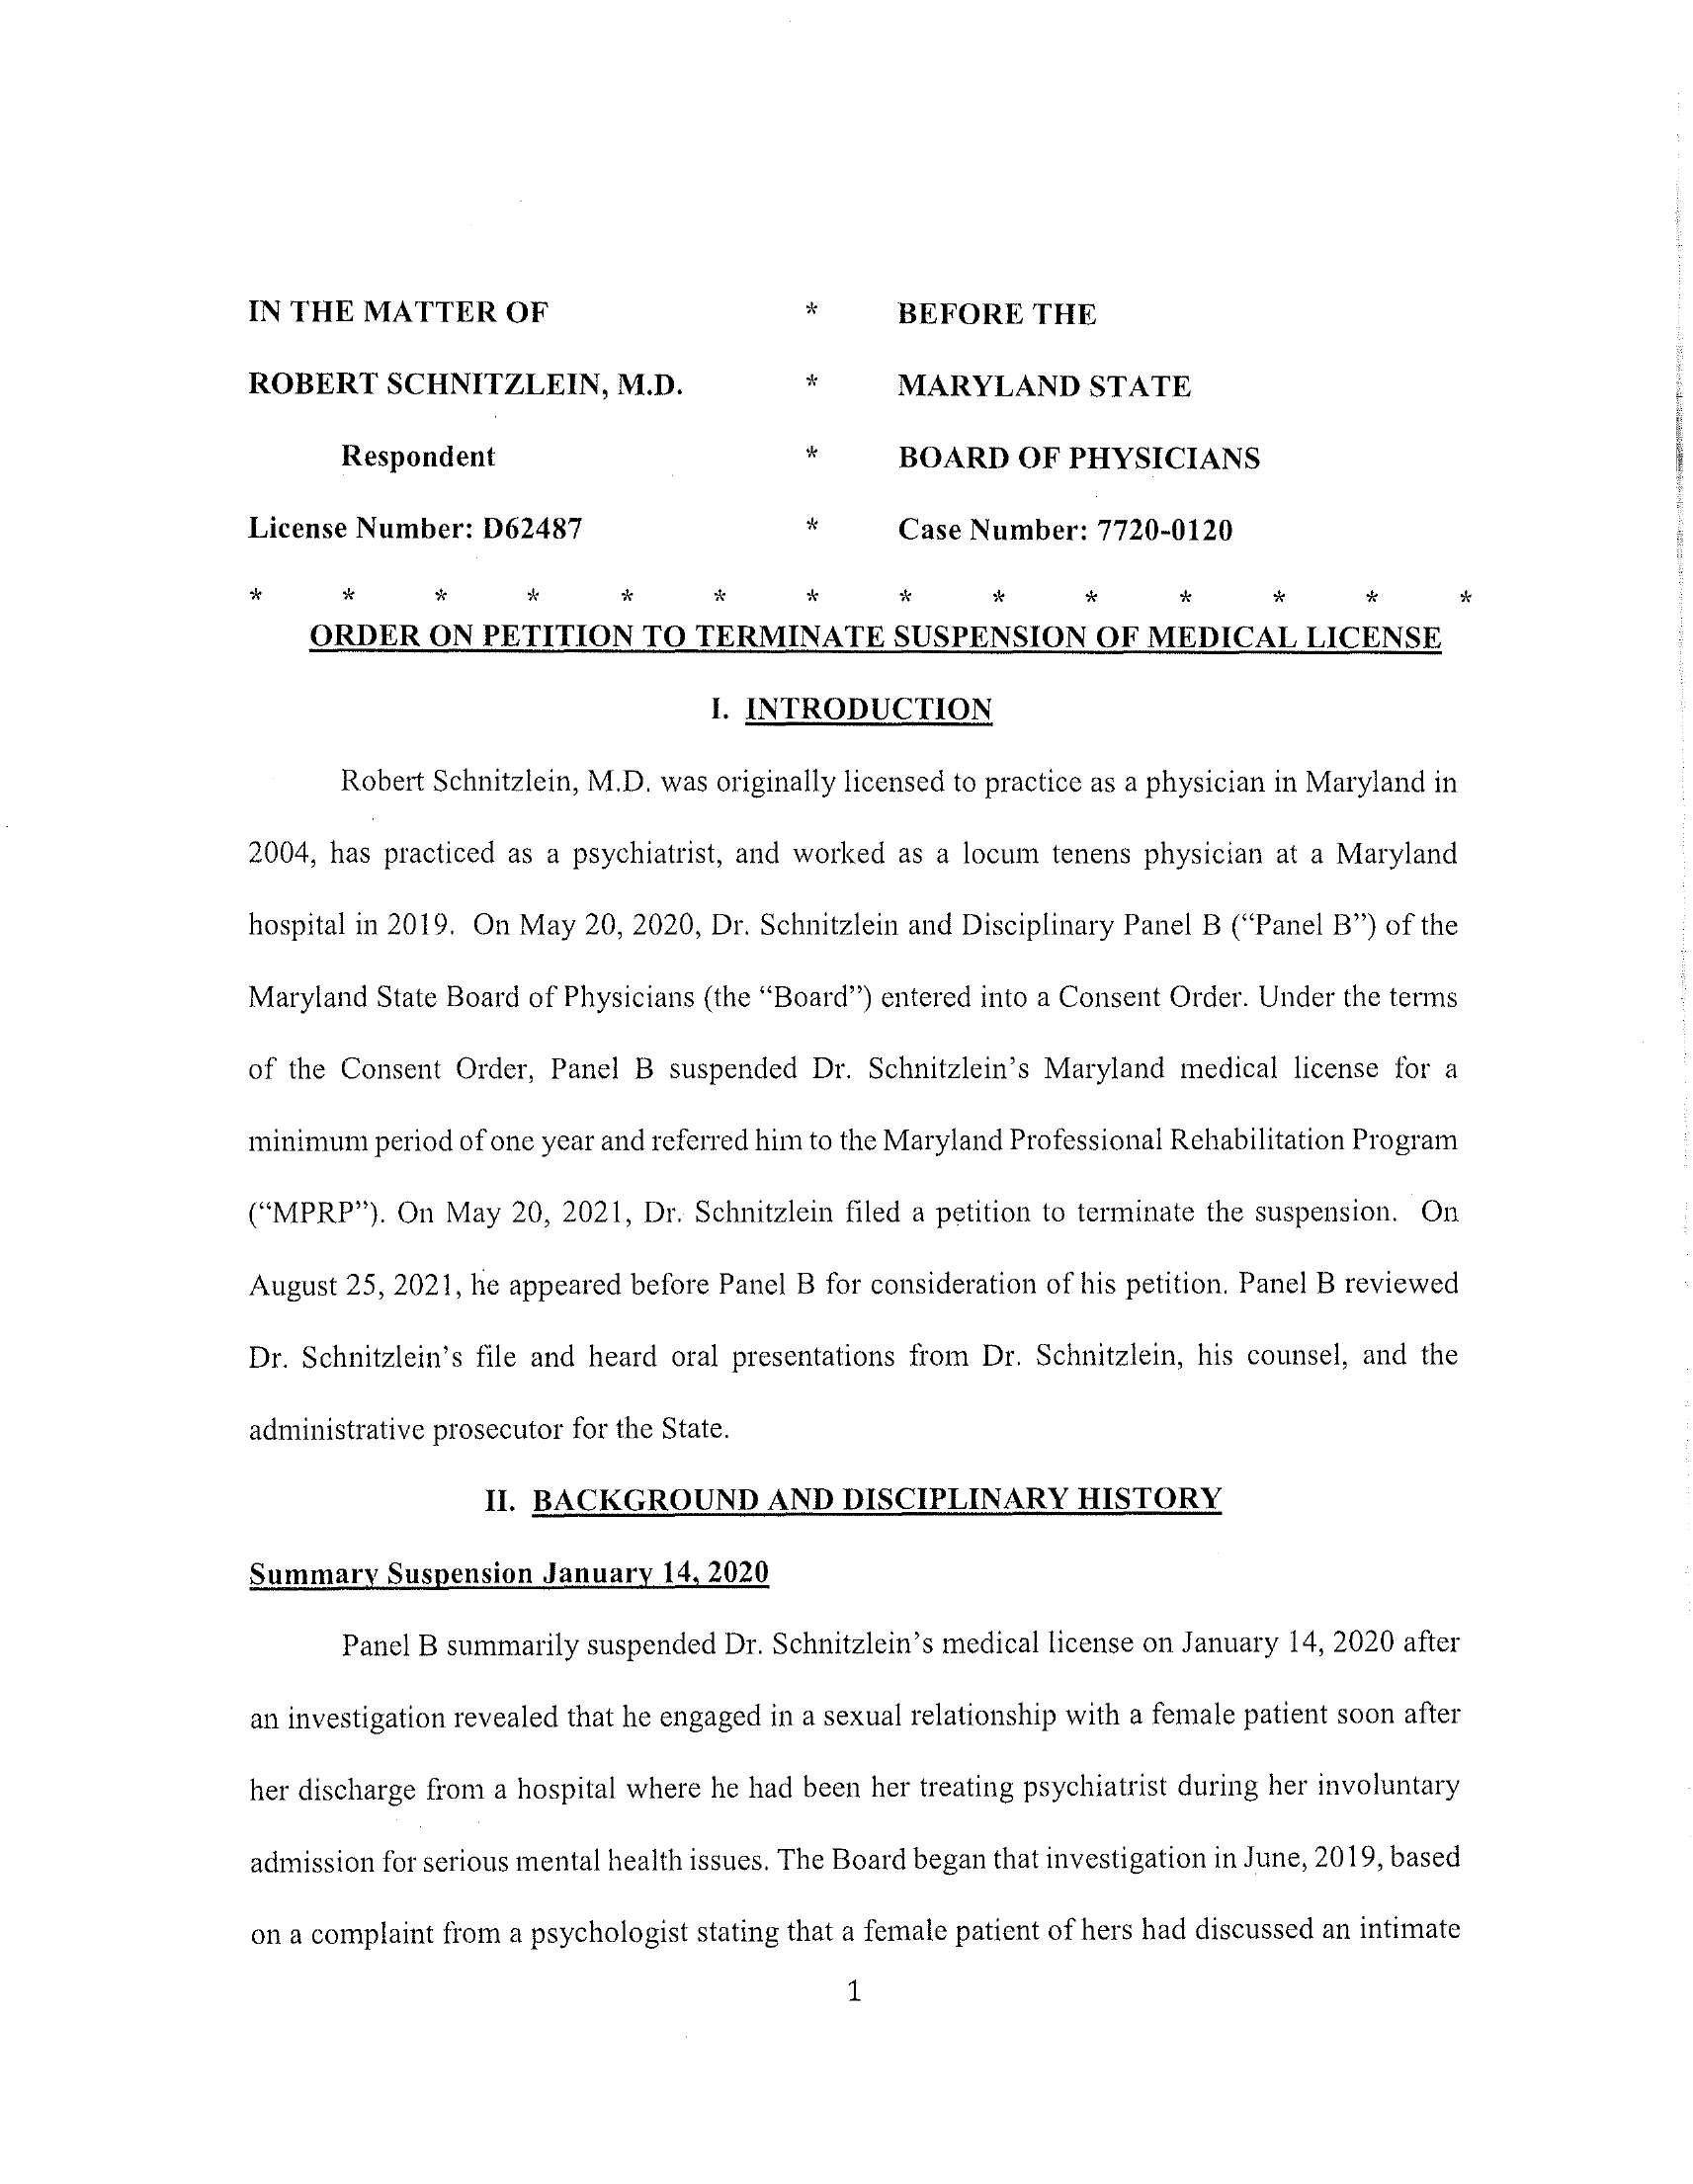 IN THE MATTER OF * BEFORE THE
ROBERT SCHNITZLEIN, M.D. * MARYLAND STATE
Respondent * BOARD OF PHYSICIANS
License Number: D62487 * Case Number: 7720-0120
* * * * * * * * * * * * * *
ORDER ON PETITION TO TERMINATE SUSPENSION OF MEDICAL LICENSE
I. INTRODUCTION
Robert Schnitzlein, M.D. was originally licensed to practice as a physician in Maryland in
2004, has practiced as a psychiatrist, and worked as a locum tenens physician at a Maryland
hospital in 2019. On May 20, 2020, Dr. Schnitzlein and Disciplinary Panel B (“Panel B”) of the
Maryland State Board of Physicians (the “Board”) entered into a Consent Order. Under the terms
of the Consent Order, Panel B suspended Dr. Schnitzlein’s Maryland medical license for a
minimum period of one year and referred him to the Maryland Professional Rehabilitation Program
(“MPRP”). On May 20, 2021, Dr. Schnitzlein filed a petition to terminate the suspension. On
August 25, 2021, he appeared before Panel B for consideration of his petition. Panel B reviewed
Dr. Schnitzlein’s file and heard oral presentations from Dr. Schnitzlein, his counsel, and the
administrative prosecutor for the State.
II. BACKGROUND AND DISCIPLINARY HISTORY
Summary Suspension January 14, 2020
Panel B summarily suspended Dr. Schnitzlein’s medical license on January 14, 2020 after
an investigation revealed that he engaged in a sexual relationship with a female patient soon after
her discharge from a hospital where he had been her treating psychiatrist during her involuntary
admission for serious mental health issues. The Board began that investigation in June, 2019, based
on a complaint from a psychologist stating that a female patient of hers had discussed an intimate
1